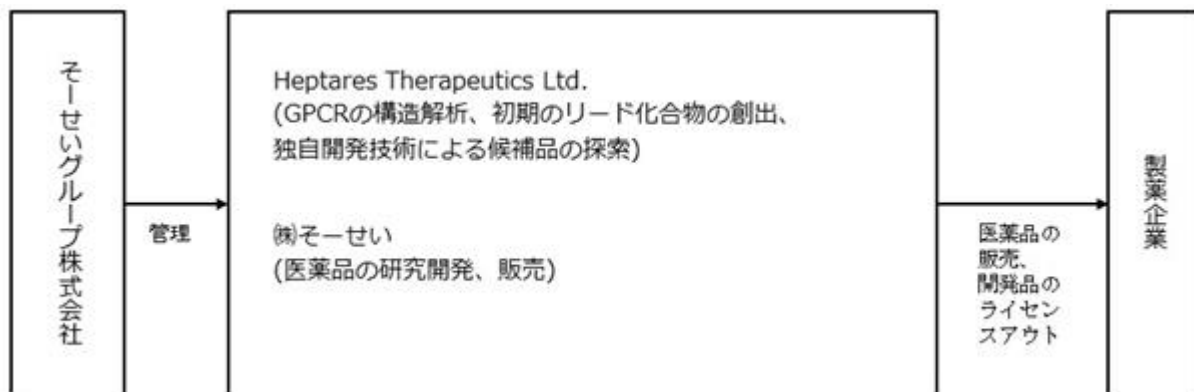 そーせいグループ株式会社
管理
Heptares Therapeutics Ltd.
(GPCRの構造解析、初期のリード化合物の創出、
独自開発技術による候補品の探索)
㈱そーせい
(医薬品の研究開発、販売)
医薬品の
販売、
開発品の
ライセン
スアウト
製薬企業